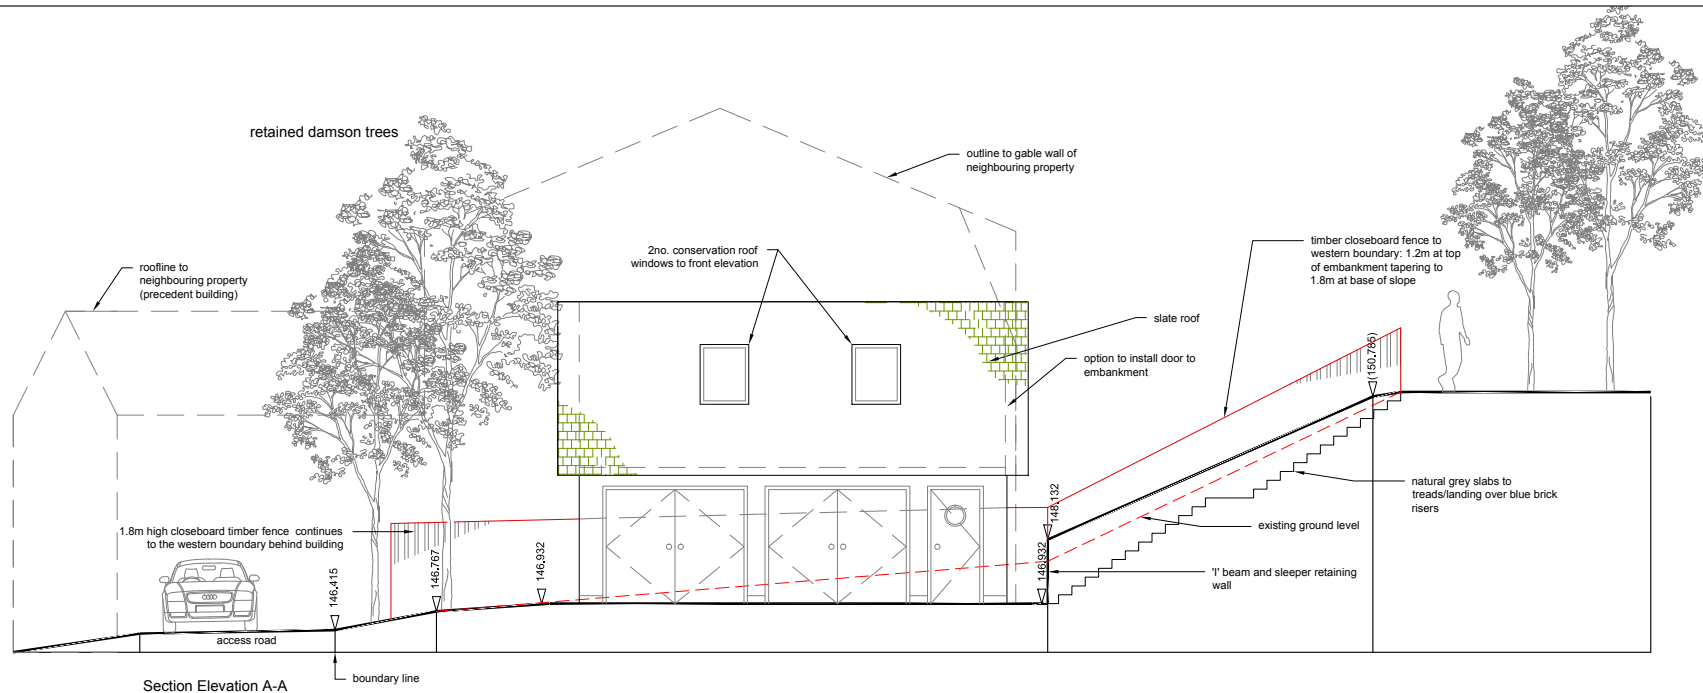 retained damson trees
outline to gable wall of
neighbouring property
2no. conservation roof
windows to front elevation
roofline to
neighbouring property
(precedent building)
timber closeboard fence to
western boundary: 1.2m at top
of embankment tapering to
1.8m at base of slope
slate roof
option to install door to
embankment
(150.785)
natural grey slabs to
treads/landing over blue brick
risers
148.132
existing ground level
1.8m high closeboard timber fence continues
to the western boundary behind building
146.415
146.767
146.932
146.932
'I' beam and sleeper retaining
wall
access road
boundary line
Section Elevation A-A